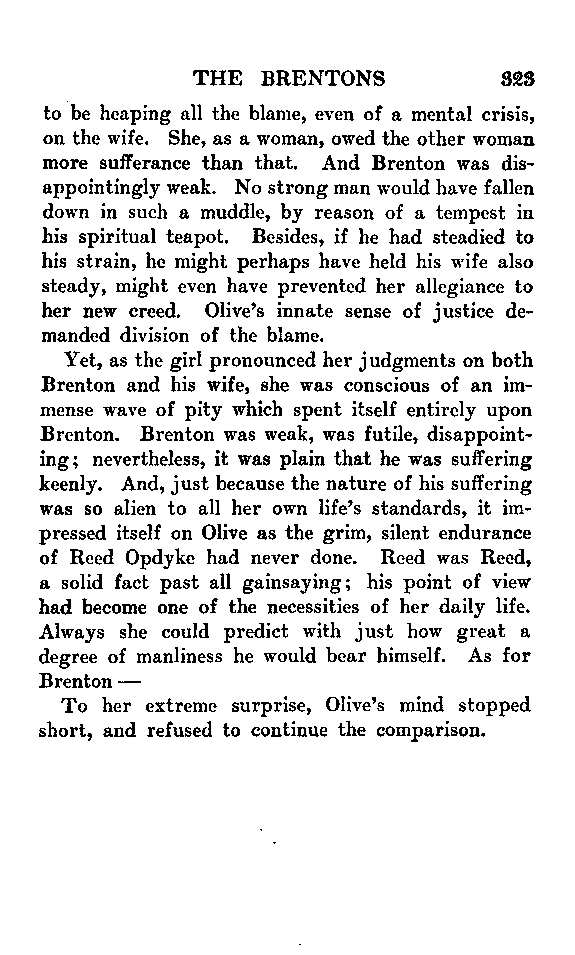 THE BRENTONS 323
to be heaping all the blame, even of a mental crisis,
on the wife. She, as a woman, owed the other woman
more sufferance than that. And Brenton was dis-
appointingly weak. No strong man would have fallen
down in such a muddle, by reason of a tempest in
his spiritual teapot. Besides, if he had steadied to
his strain, he might perhaps have held his wife also
steady, might even have prevented her allegiance to
her new creed. Olive's innate sense of justice de-
manded division of the blame.
Yet, as the girl pronounced her judgments on both
Brenton and his wife, she was conscious of an im-
mense wave of pity which spent itself entirely upon
Brenton. Brenton was weak, was futile, disappoint-
ing; nevertheless, it was plain that he was suffering
keenly. And, just because the nature of his suffering
was so alien to all her own life's standards, it im-
pressed itself on Olive as the grim, silent endurance
of Reed Opdyke had never done. Reed was Reed,
a solid fact past all gainsaying; his point of view
had become one of the necessities of her daily life.
Always she could predict with just how great a
degree of manliness he would bear himself. As for
Brenton —
To her extreme surprise, Olive's mind stopped
short, and refused to continue the comparison.